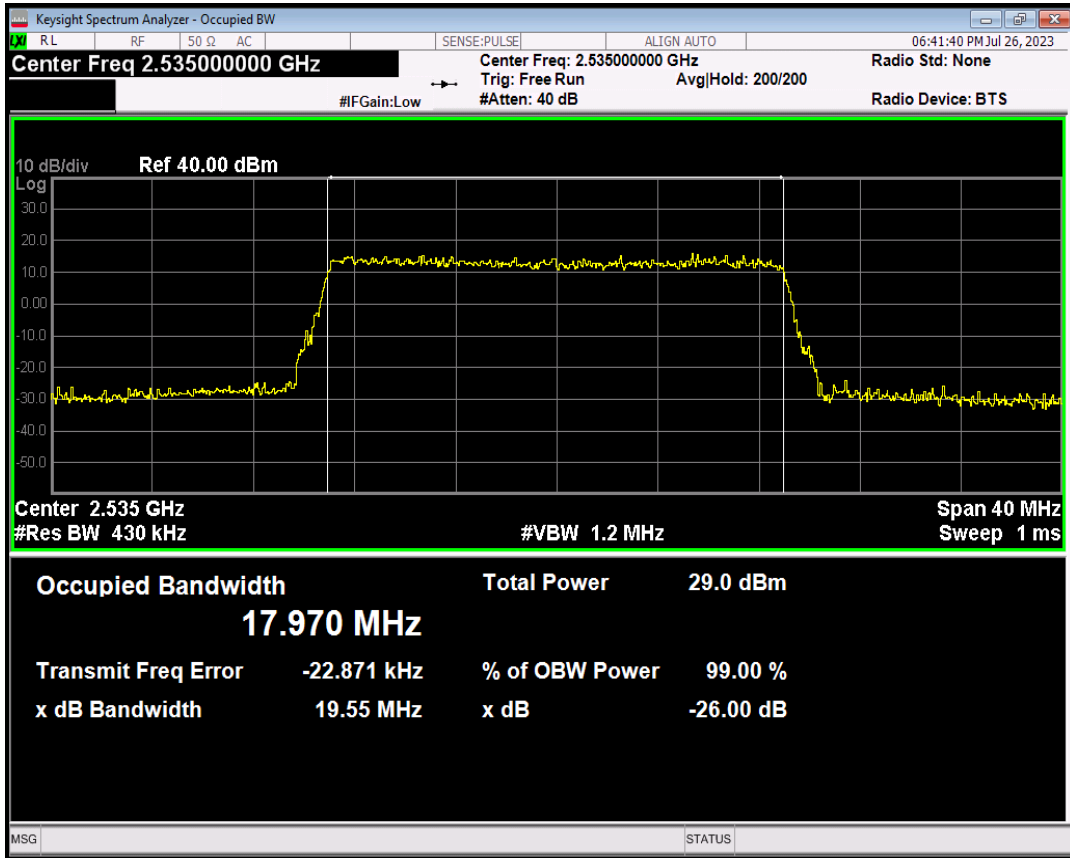 Keysight Spectrum Analyzer - Occupied BW
LXI RL RF 50 Ω AC SENSE:PULSE ALIGN AUTO 06:41:40 PM Jul 26, 2023
Center Freq 2.535000000 GHz
Center Freq: 2.535000000 GHz
Radio Std: None
Trig: Free Run Avg|Hold: 200/200
#IFGain:Low #Atten: 40 dB Radio Device: BTS
10 dB/div Ref 40.00 dBm
Log
30.0
20.0
10.0
0.00
-10.0
-20.0
-30.0
-40.0
-50.0
Center 2.535 GHz Span 40 MHz
#Res BW 430 kHz #VBW 1.2 MHz Sweep 1 ms
Occupied Bandwidth Total Power 29.0 dBm
17.970 MHz
Transmit Freq Error -22.871 kHz % of OBW Power 99.00 %
x dB Bandwidth 19.55 MHz x dB -26.00 dB
MSG STATUS